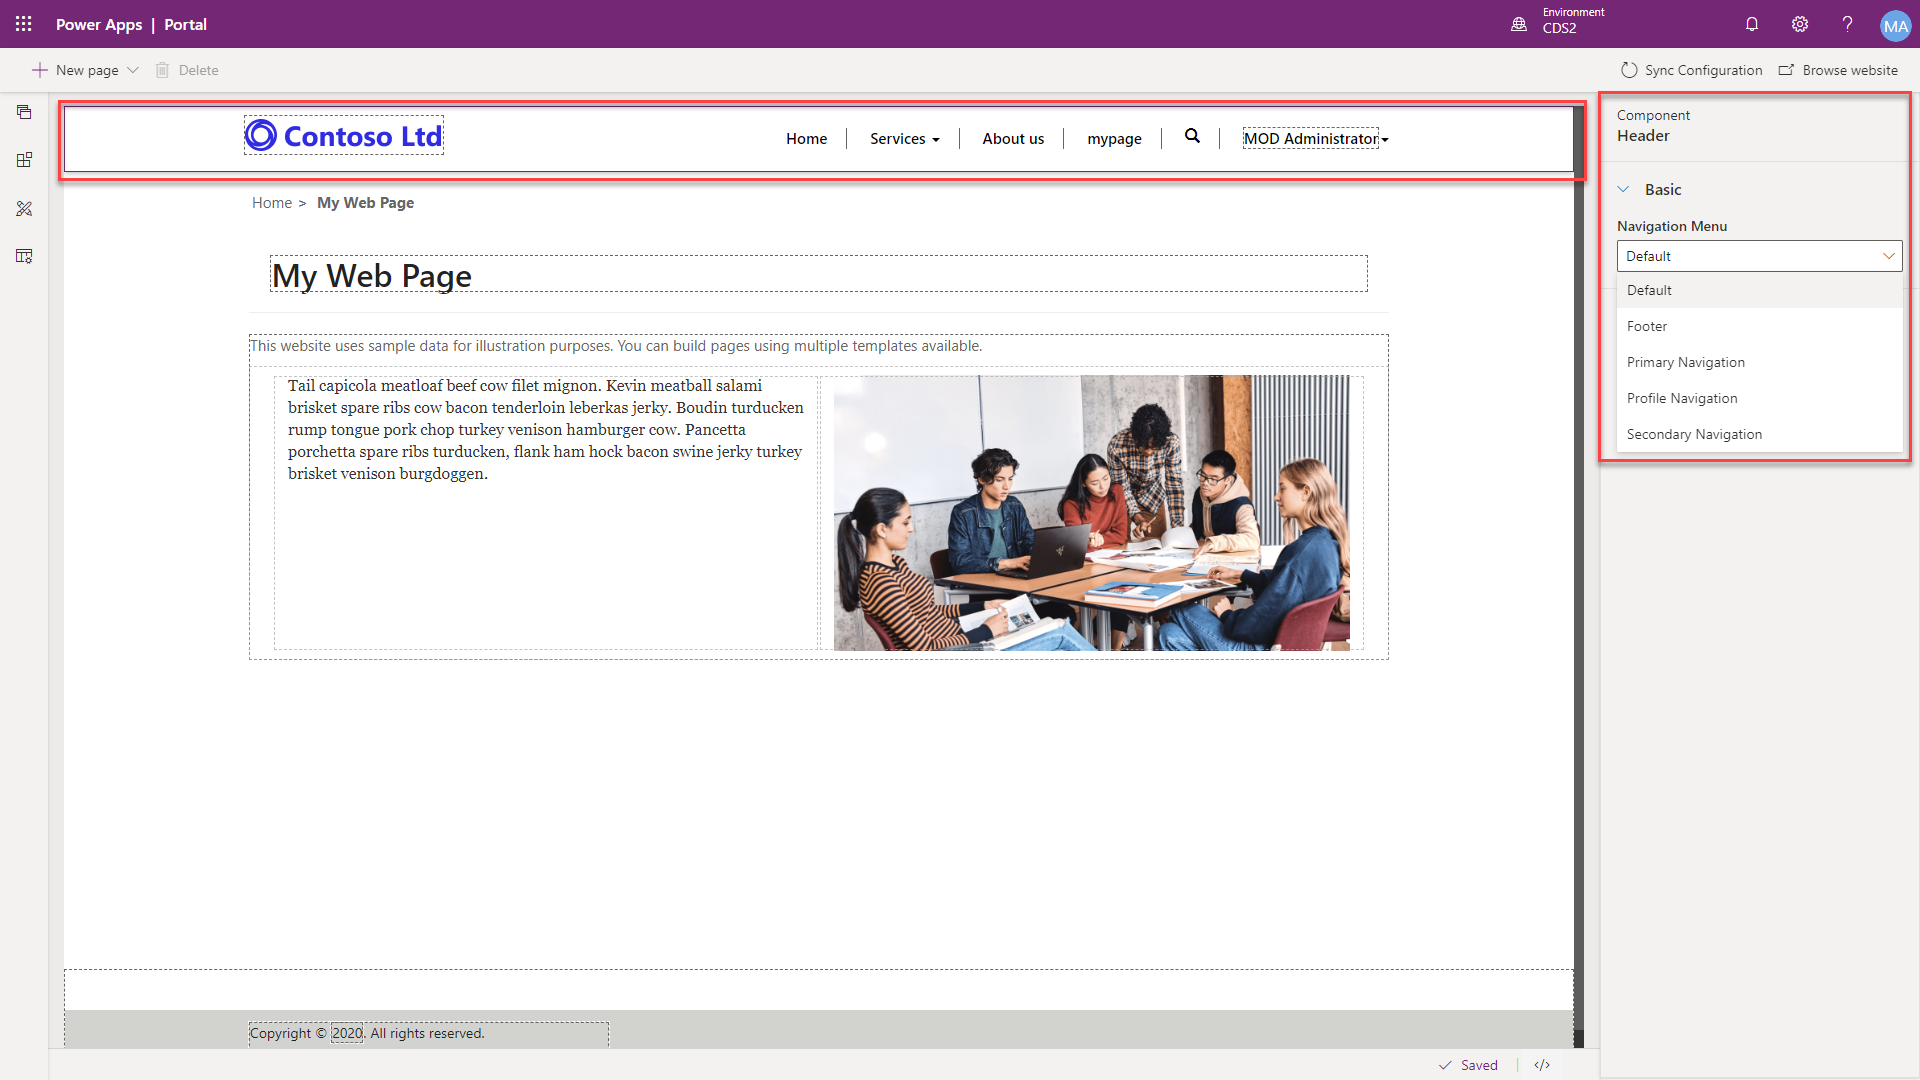 Power Apps | Portal
Environment
CDS2
MA
New page
Delete
Sync Configuration
Browse website
Contoso Ltd
Home
Services
About us
mypage
MOD Administrator
Home > My Web Page
My Web Page
This website uses sample data for illustration purposes. You can build pages using multiple templates available.
Tail capicola meatloaf beef cow filet mignon. Kevin meatball salami
brisket spare ribs cow bacon tenderloin leberkas jerky. Boudin turducken
rump tongue pork chop turkey venison hamburger cow. Pancetta
porchetta spare ribs turducken, flank ham hock bacon swine jerky turkey
brisket venison burgdoggen.
Copyright © 2020. All rights reserved.
Saved
</>
Component
Header
Basic
Navigation Menu
Default
Default
Footer
Primary Navigation
Profile Navigation
Secondary Navigation